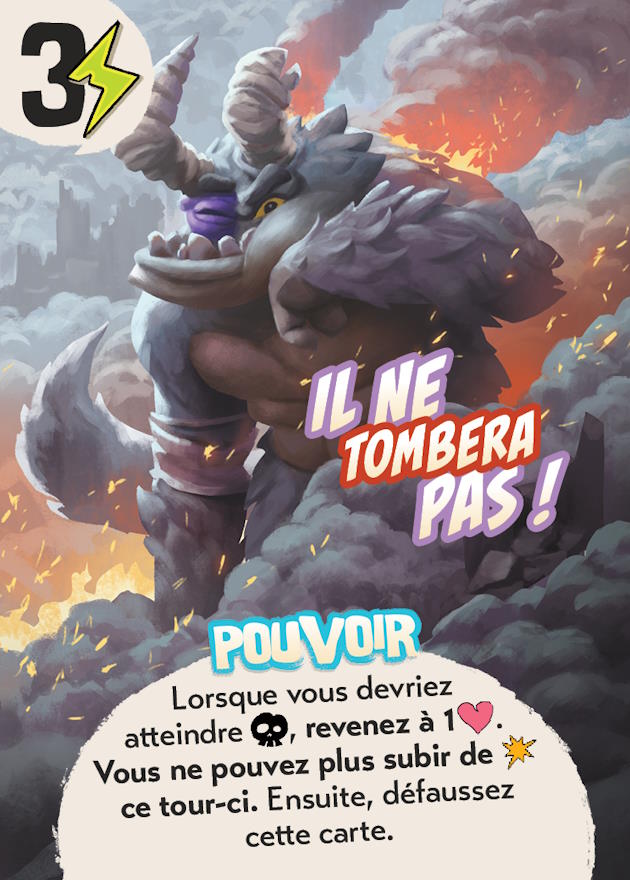 3
IL NE
TOMBERA
PAS !
POUVOIR
Lorsque vous devriez
atteindre , revenez à 1 .
Vous ne pouvez plus subir de
ce tour-ci. Ensuite, défaussez
cette carte.